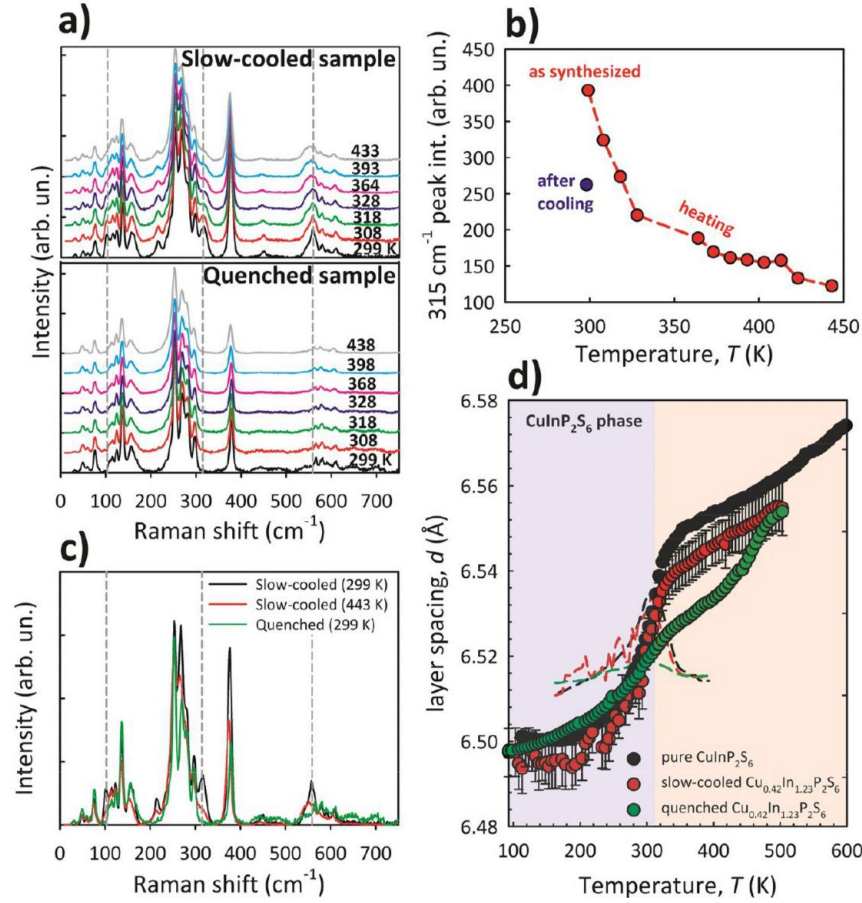 a)
Slow-cooled sample
433
393
364
328
318
308
299 K
Quenched sample
438
398
368
328
318
308
299 K
Intensity (arb. un.)
0 100 200 300 400 500 600 700
Raman shift (cm⁻¹)
b)
315 cm⁻¹ peak int. (arb. un.)
450
400
350
300
250
200
150
100
as synthesized
after
cooling
heating
250 300 350 400 450
Temperature, T (K)
c)
Slow-cooled (299 K)
Slow-cooled (443 K)
Quenched (299 K)
Intensity (arb. un.)
0 100 200 300 400 500 600 700
Raman shift (cm⁻¹)
d)
layer spacing, d (Å)
6.58
6.56
6.54
6.52
6.50
6.48
CuInP₂S₆ phase
pure CuInP₂S₆
slow-cooled Cu₀.₄₂In₁.₂₃P₂S₆
quenched Cu₀.₄₂In₁.₂₃P₂S₆
100 200 300 400 500 600
Temperature, T (K)